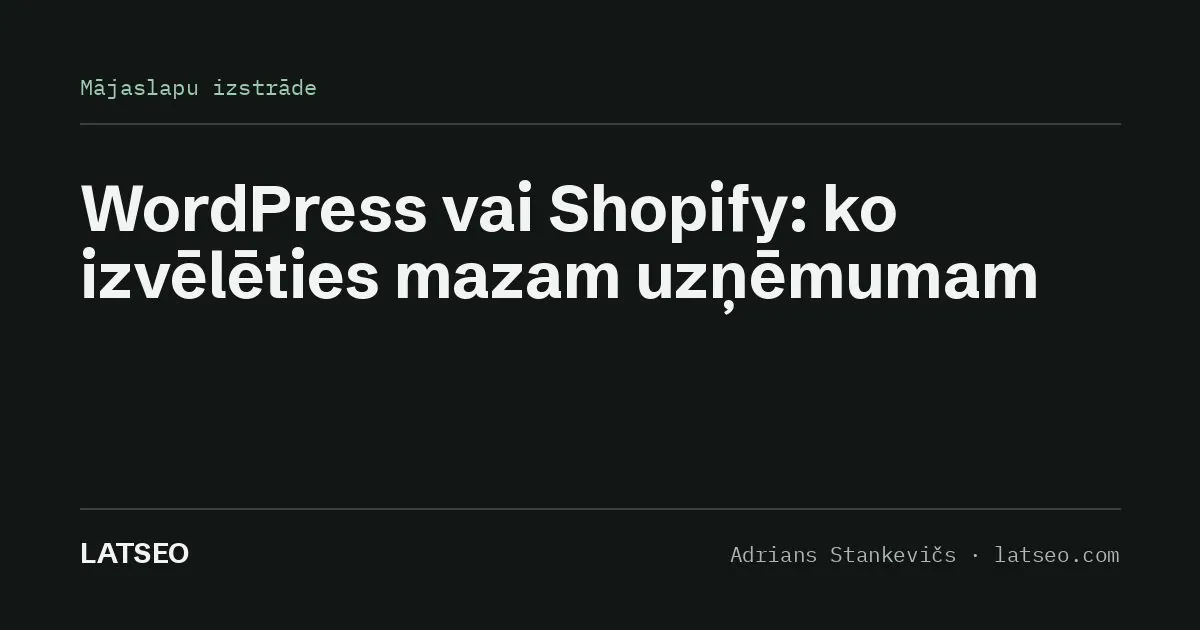 Mājaslapu izstrāde
WordPress vai Shopify: ko
izvēlēties mazam uzņēmumam
LATSEO
Adrians Stankevičs · latseo.com